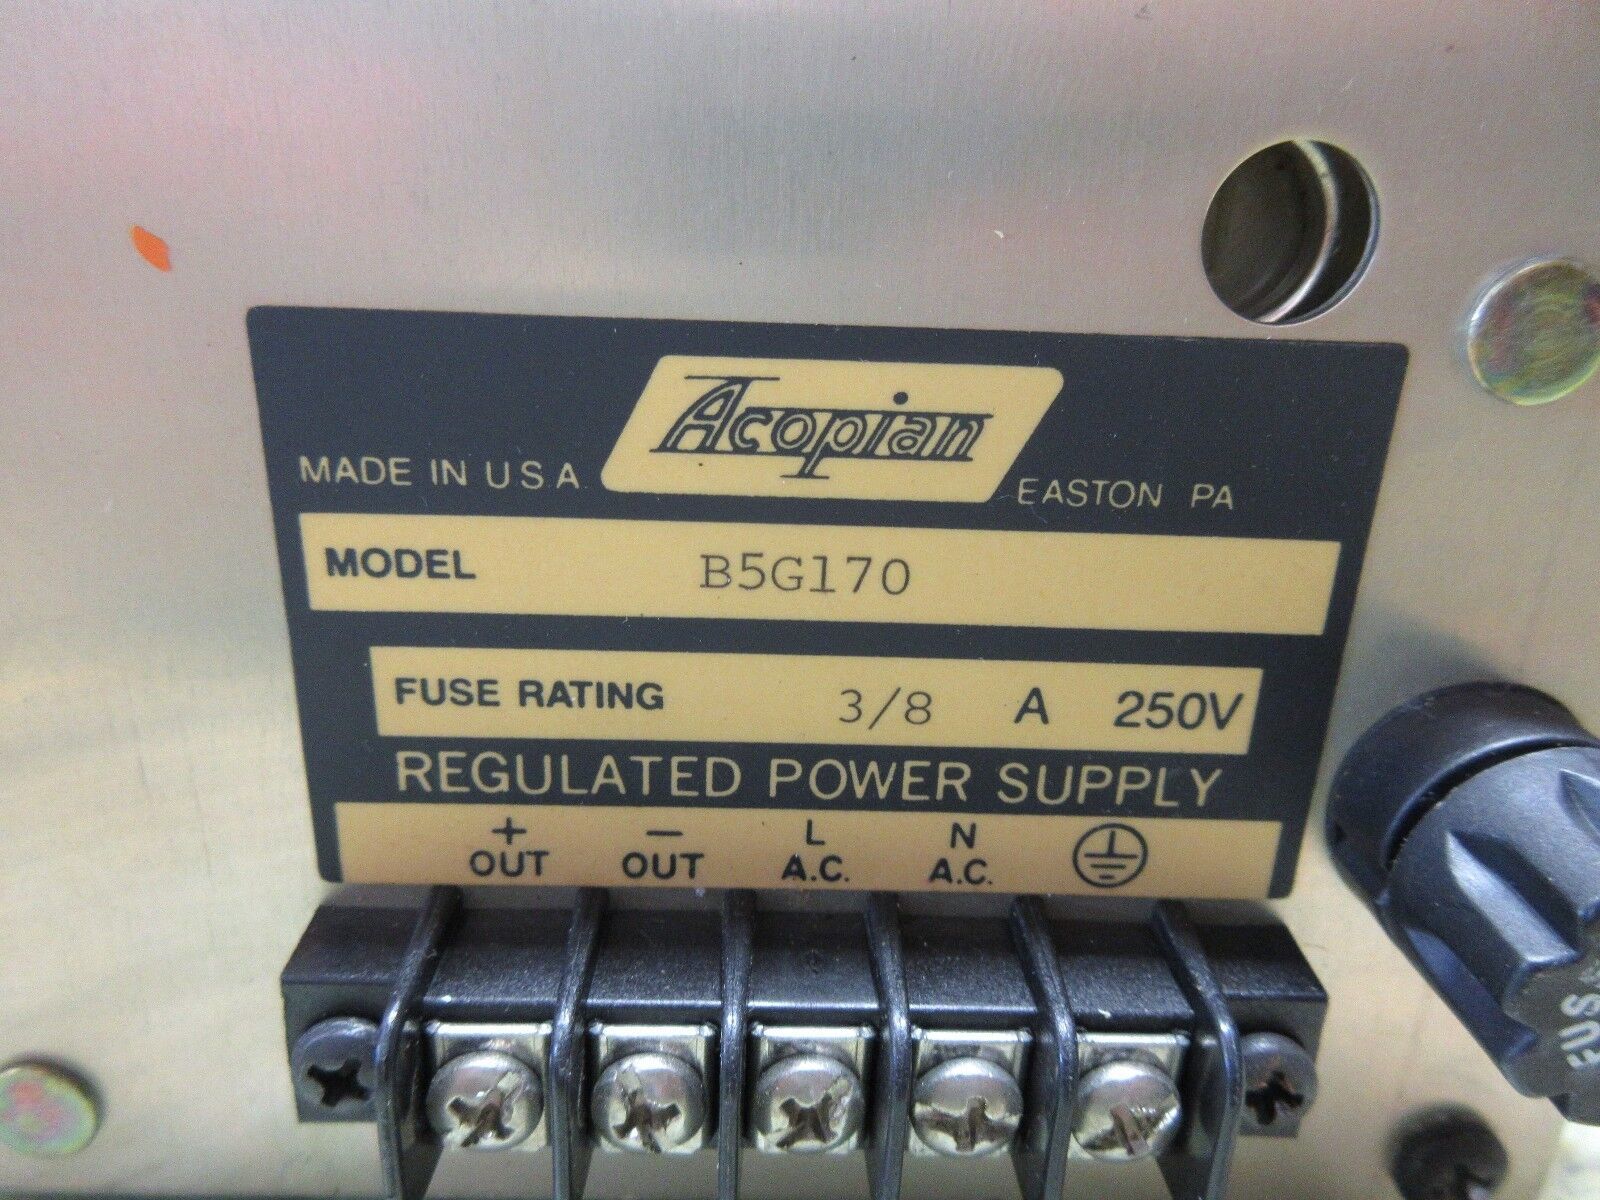 Acopian
MADE IN U.S.A
EASTON PA
MODEL B5G170
FUSE RATING 3/8 A 250V
REGULATED POWER SUPPLY
+ OUT
− OUT
L A.C.
N A.C.
FUS